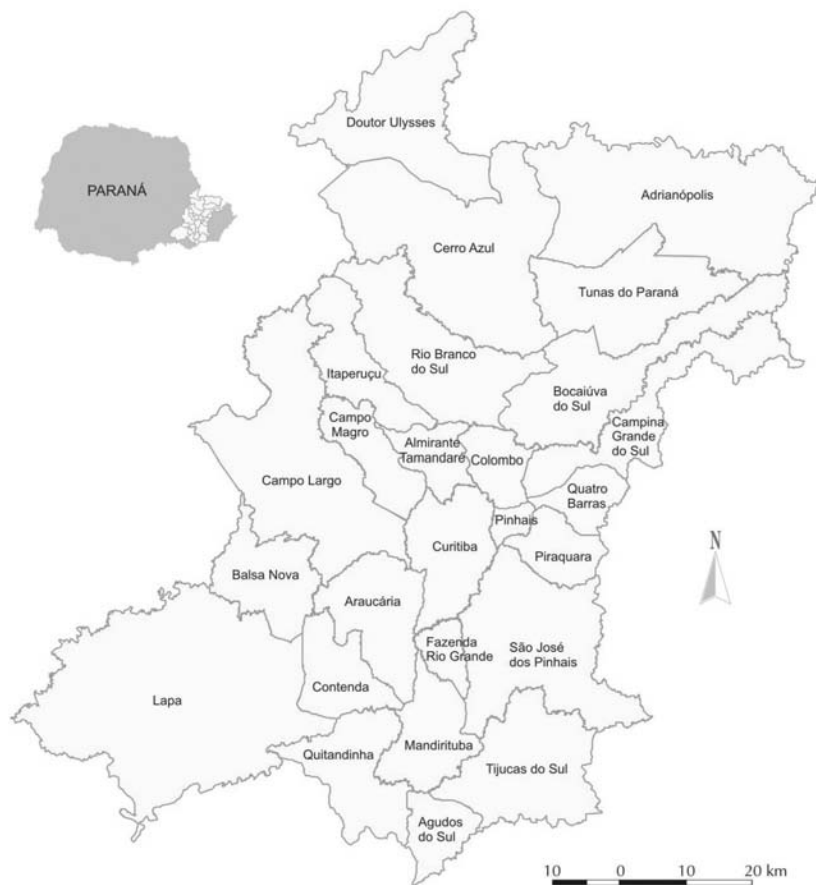 Doutor Ulysses
PARANÁ
Adrianópolis
Cerro Azul
Tunas do Paraná
Rio Branco
do Sul
Itaperuçu
Bocaiúva
do Sul
Campo
Magro
Almirante
Tamandaré
Colombo
Campina
Grande
do Sul
Campo Largo
Quatro
Barras
Pinhais
Curitiba
Piraquara
N
Balsa Nova
Araucária
Fazenda
Rio Grande
São José
dos Pinhais
Contenda
Lapa
Mandirituba
Quitandinha
Tijucas do Sul
Agudos
do Sul
10 0 10 20 km